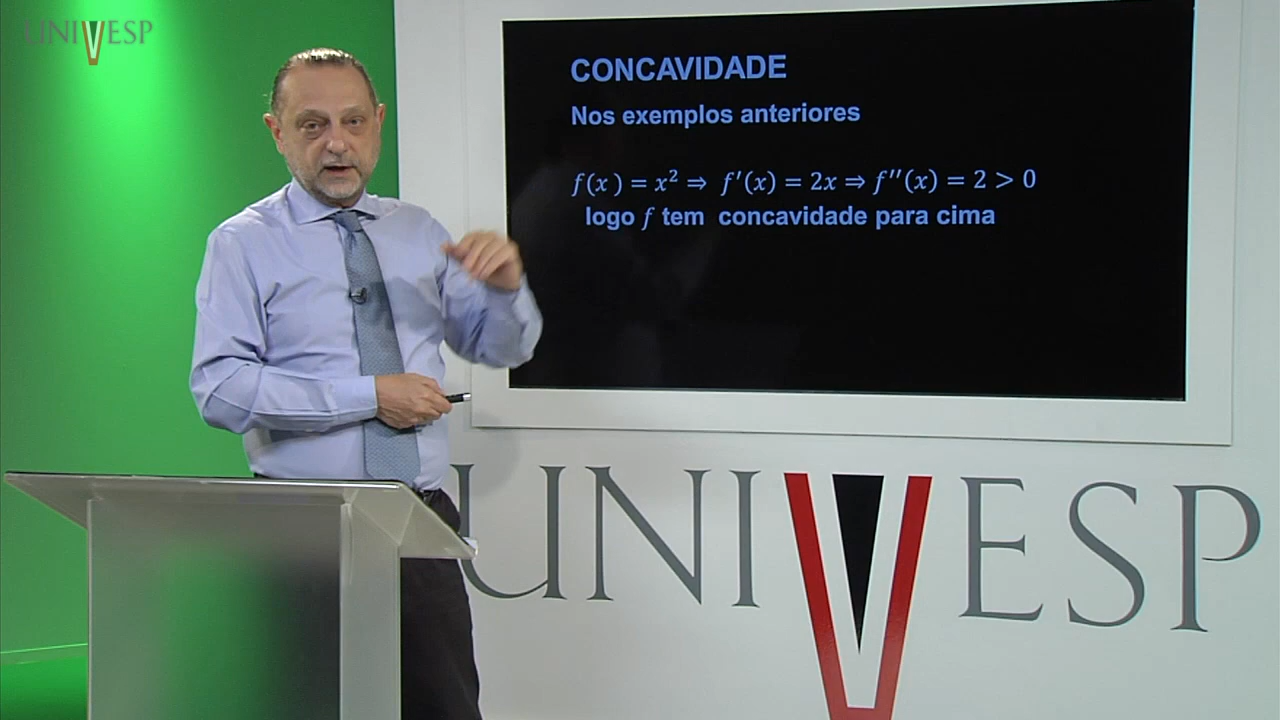 UNIVESP
CONCAVIDADE
Nos exemplos anteriores
f(x) = x² ⇒ f′(x) = 2x ⇒ f′′(x) = 2 > 0
logo f tem concavidade para cima
UNIVESP